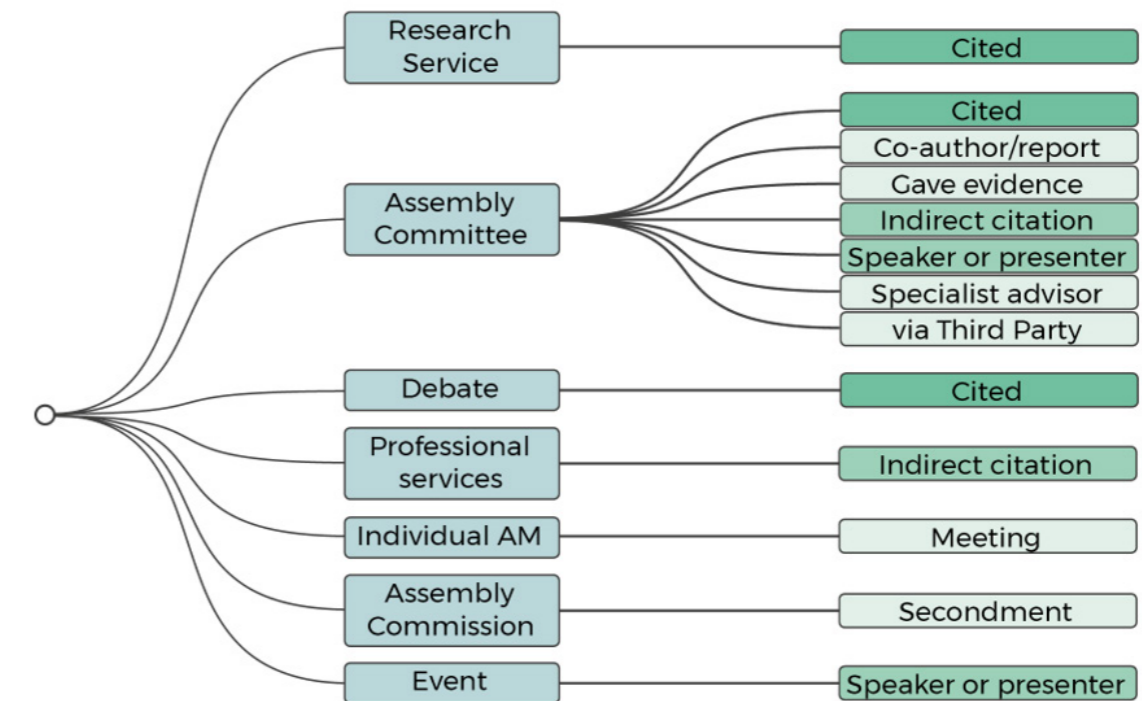 Research
Service
Cited
Assembly
Committee
Cited
Co-author/report
Gave evidence
Indirect citation
Speaker or presenter
Specialist advisor
via Third Party
Debate
Cited
Professional
services
Indirect citation
Individual AM
Meeting
Assembly
Commission
Secondment
Event
Speaker or presenter